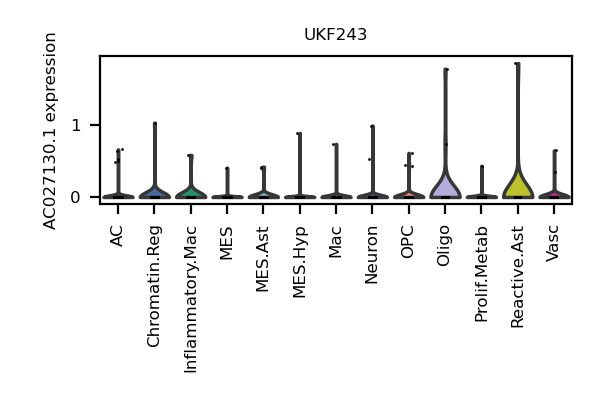 UKF243
AC027130.1 expression
1
0
AC
Chromatin.Reg
Inflammatory.Mac
MES
MES.Ast
MES.Hyp
Mac
Neuron
OPC
Oligo
Prolif.Metab
Reactive.Ast
Vasc